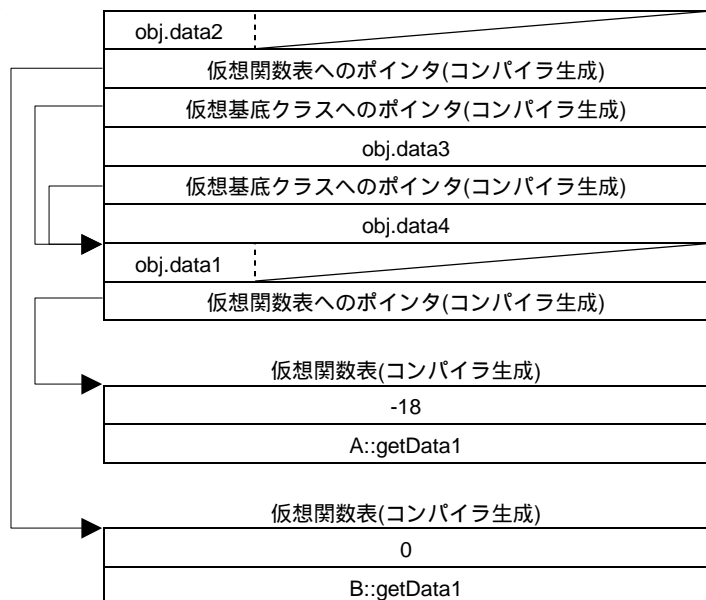 obj.data2
仮想関数表へのポインタ(コンパイラ生成)
仮想基底クラスへのポインタ(コンパイラ生成)
obj.data3
仮想基底クラスへのポインタ(コンパイラ生成)
obj.data4
obj.data1
仮想関数表へのポインタ(コンパイラ生成)
仮想関数表(コンパイラ生成)
-18
A::getData1
仮想関数表(コンパイラ生成)
0
B::getData1